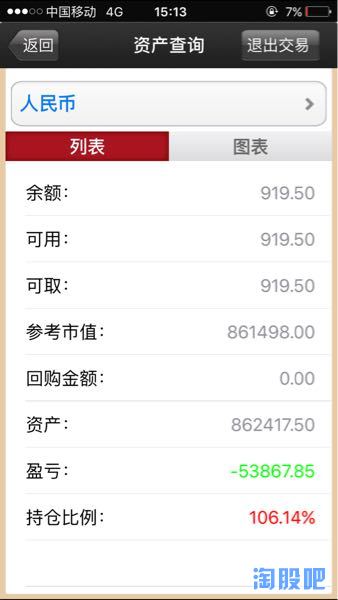 中国移动 4G 15:13 7%
返回 资产查询 退出交易
人民币
列表 图表
余额: 919.50
可用: 919.50
可取: 919.50
参考市值: 861498.00
回购金额: 0.00
资产: 862417.50
盈亏: -53867.85
持仓比例: 106.14%
淘股吧